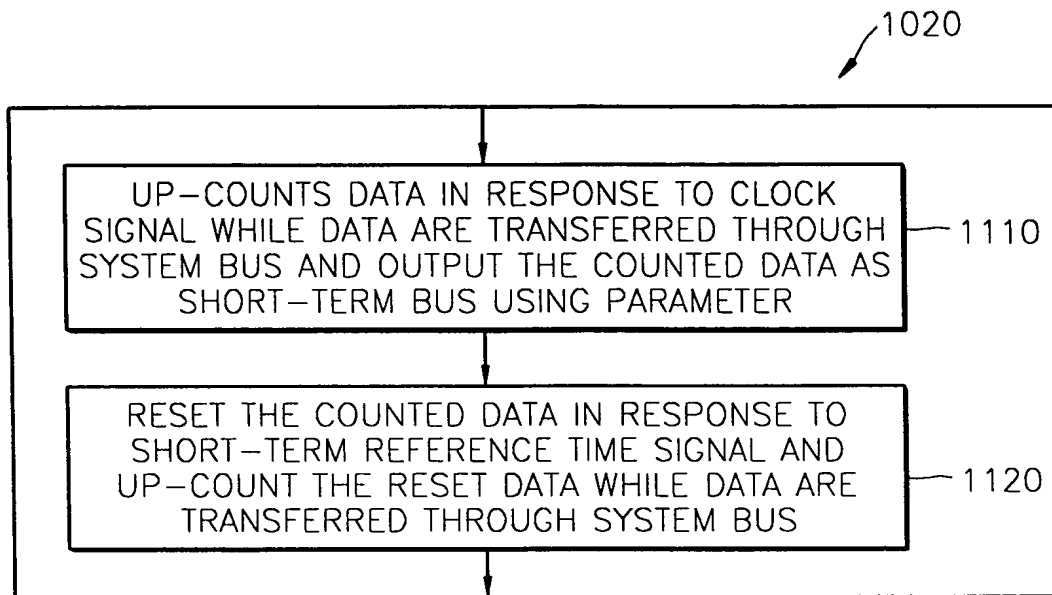 1020
UP-COUNTS DATA IN RESPONSE TO CLOCK
SIGNAL WHILE DATA ARE TRANSFERRED THROUGH
SYSTEM BUS AND OUTPUT THE COUNTED DATA AS
SHORT-TERM BUS USING PARAMETER
1110
RESET THE COUNTED DATA IN RESPONSE TO
SHORT-TERM REFERENCE TIME SIGNAL AND
UP-COUNT THE RESET DATA WHILE DATA ARE
TRANSFERRED THROUGH SYSTEM BUS
1120